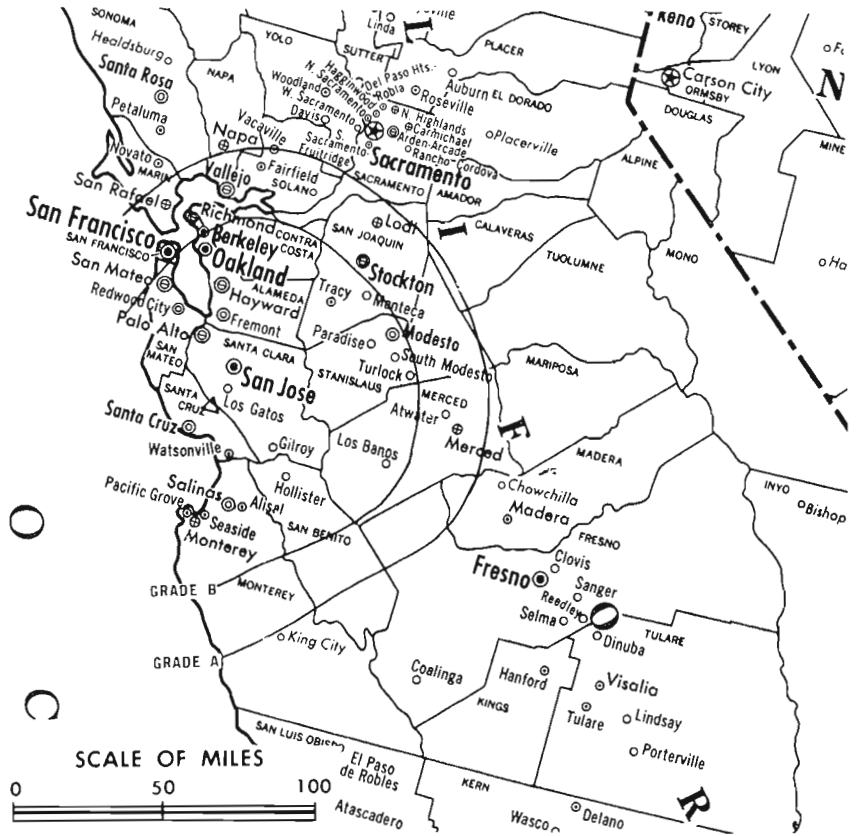 SONOMA
Healdsburg
Santa Rosa
Petaluma
Novato
MARIN
San Rafael
San Francisco
SAN FRANCISCO
San Mateo
Redwood City
Palo Alto
SAN MATEO
YOLO
NAPA
Napa
Vallejo
Vacaville
Fairfield
SOLANO
Linda
SUTTER
L
PLACER
Hagginwood
N. Sacramento
Woodland
W. Sacramento
Davis
S. Sacramento
Fruitridge
Del Paso Hts.-
Robla
Roseville
N. Highlands
Carmichael
Arden-Arcade
Rancho-Cordova
Sacramento
SACRAMENTO
Auburn
EL DORADO
Placerville
Reno
STOREY
LYON
Carson City
ORMSBY
DOUGLAS
N
MINE
ALPINE
AMADOR
CALAVERAS
I
TUOLUMNE
MONO
Richmond
Berkeley
Oakland
CONTRA COSTA
SAN JOAQUIN
Lodi
Stockton
ALAMEDA
Hayward
Fremont
Tracy
Manteca
Paradise
Modesto
South Modesto
Turlock
STANISLAUS
MARIPOSA
SANTA CLARA
San Jose
Los Gatos
SANTA CRUZ
Santa Cruz
Watsonville
Gilroy
Los Banos
MERCED
Atwater
Merced
F
MADERA
Chowchilla
Madera
INYO
Bishop
Salinas
Alisal
Pacific Grove
Seaside
Monterey
Hollister
SAN BENITO
FRESNO
Clovis
Fresno
Sanger
Reedley
Selma
O
Dinuba
TULARE
GRADE B
MONTEREY
King City
GRADE A
Coalinga
Hanford
KINGS
Visalia
Tulare
Lindsay
Porterville
O
C
SAN LUIS OBISPO
El Paso
de Robles
Atascadero
KERN
Delano
Wasco
R
SCALE OF MILES
0 50 100